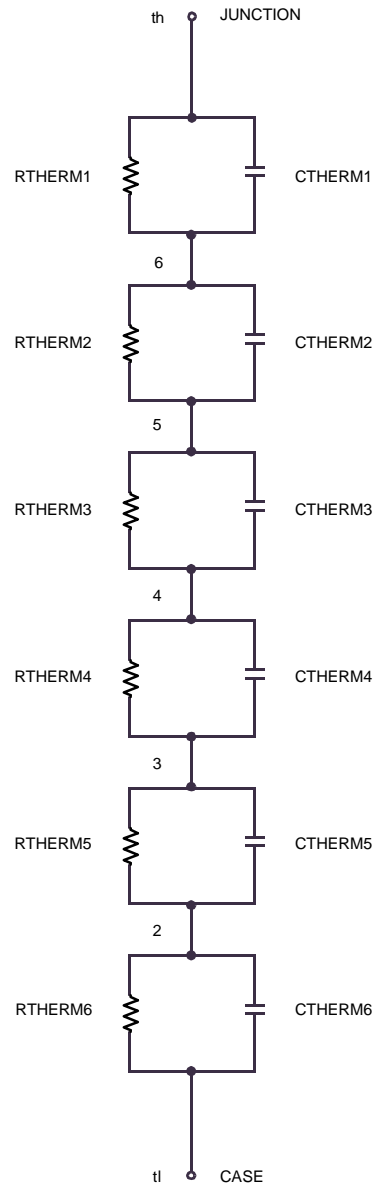 th JUNCTION
RTHERM1 CTHERM1
6
RTHERM2 CTHERM2
5
RTHERM3 CTHERM3
4
RTHERM4 CTHERM4
3
RTHERM5 CTHERM5
2
RTHERM6 CTHERM6
tl CASE